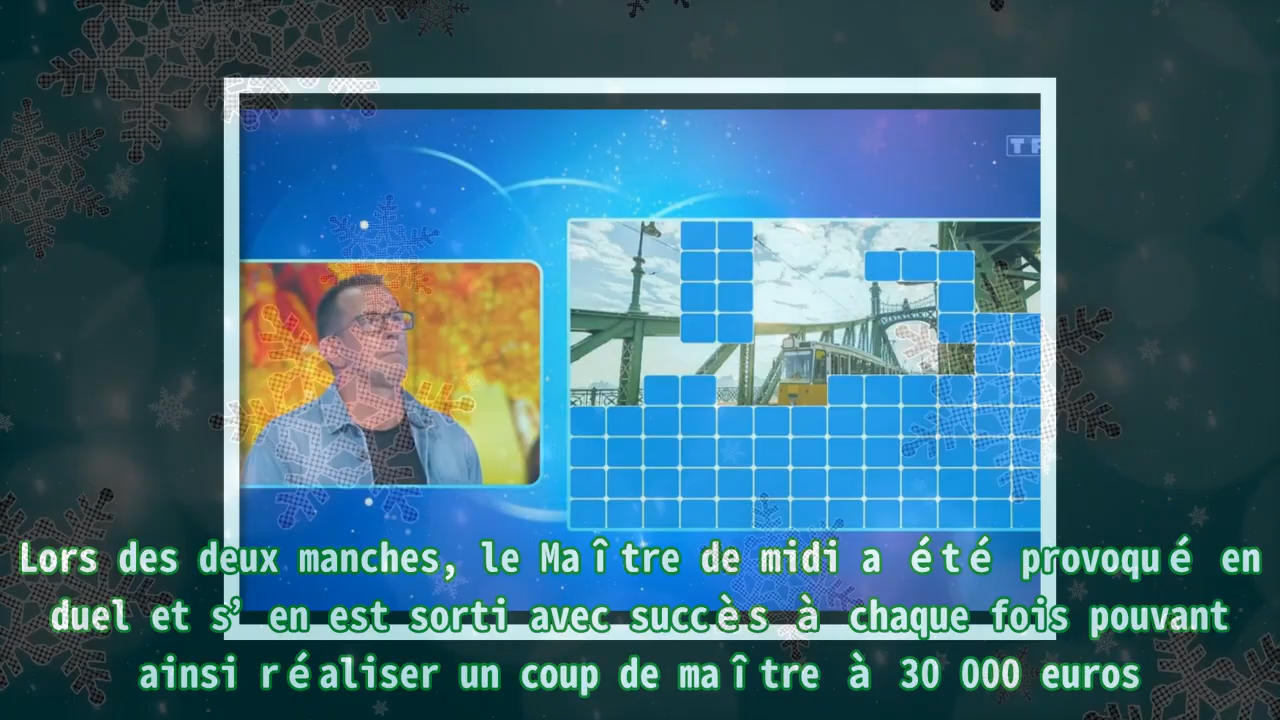 TF
Lors des deux manches, le Maître de midi a été provoqué en
duel et s’ en est sorti avec succès à chaque fois pouvant
ainsi réaliser un coup de maître à 30 000 euros